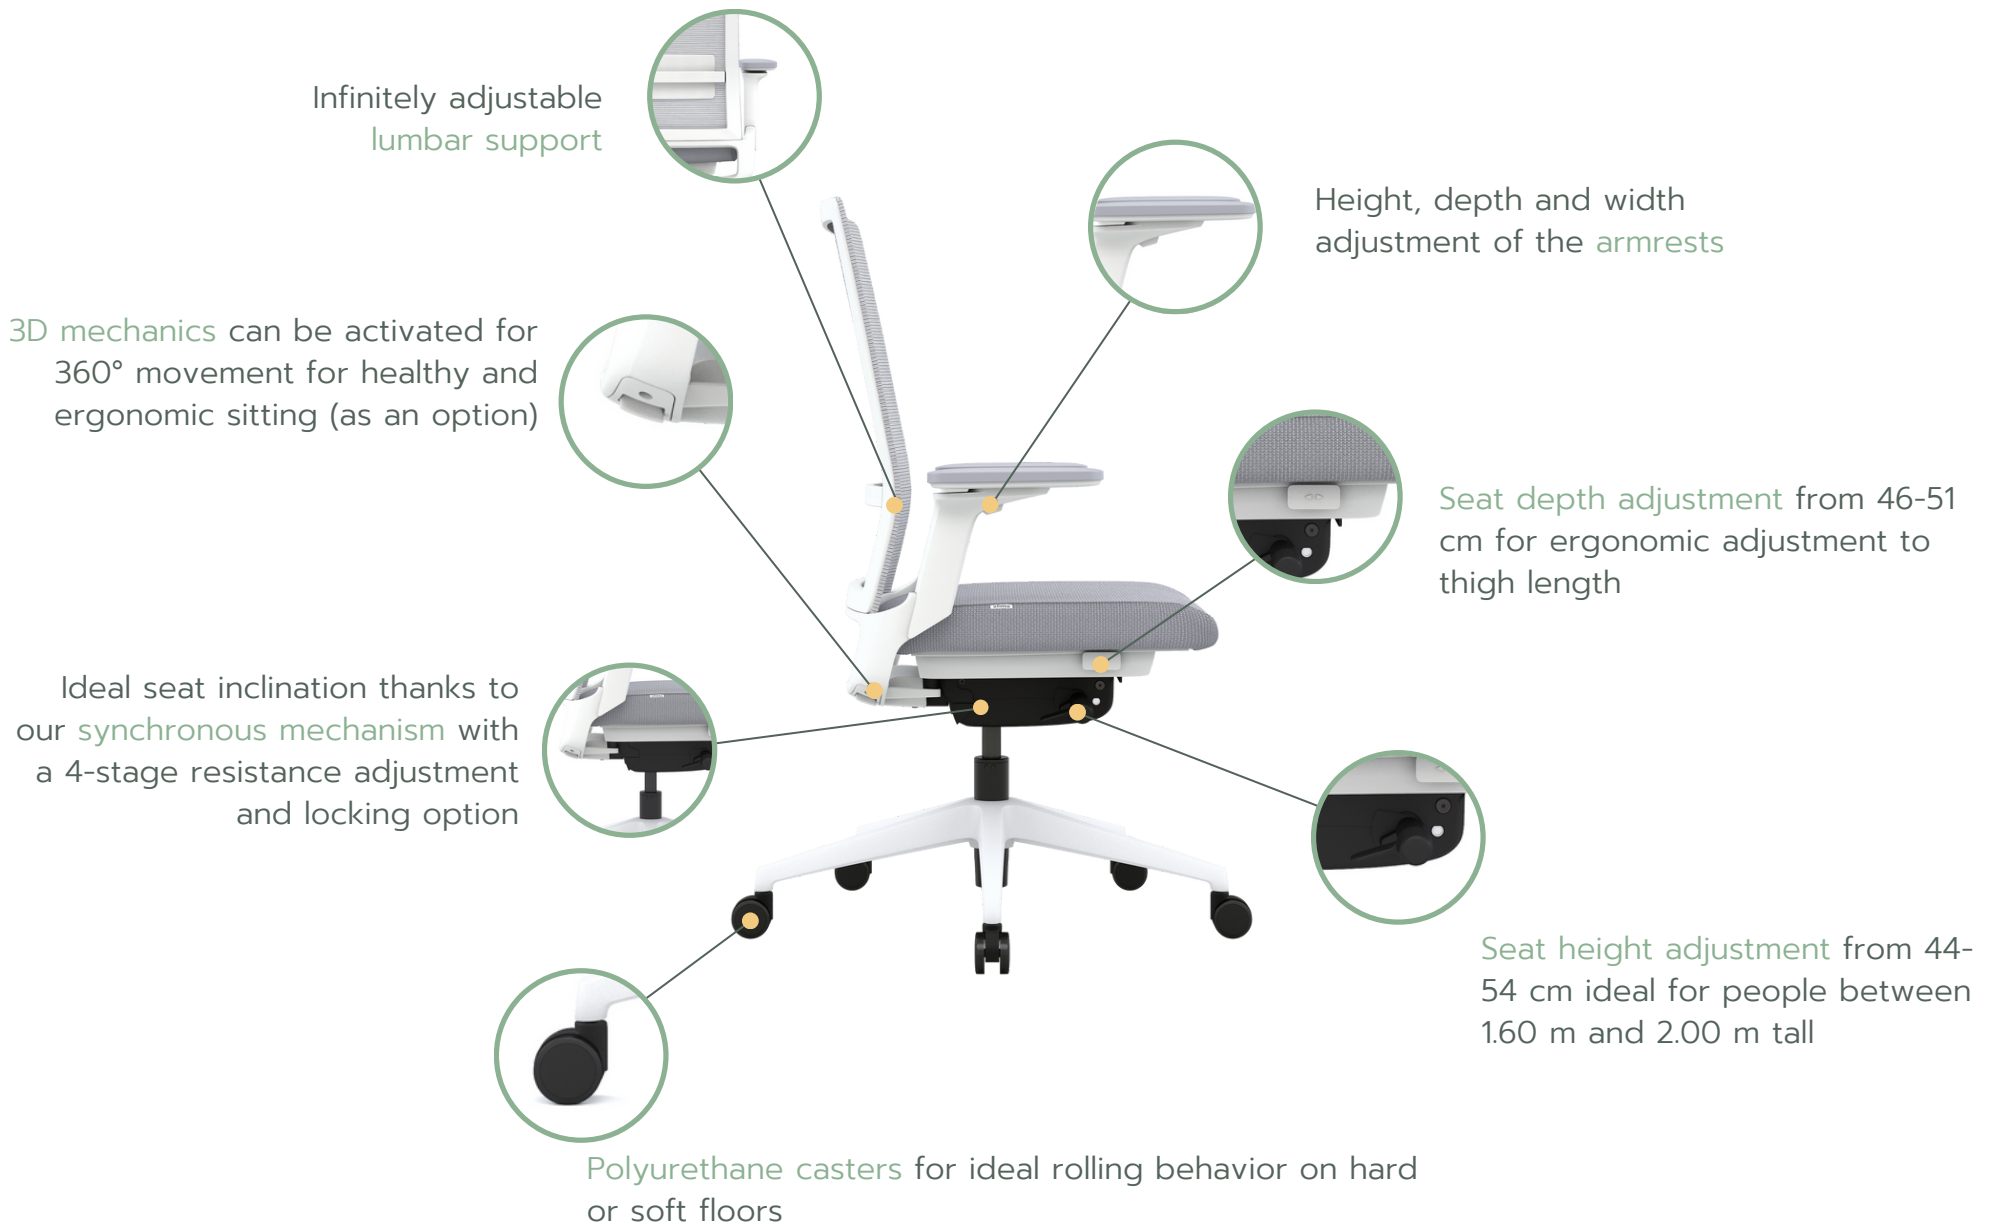 Infinitely adjustable
lumbar support
Height, depth and width
adjustment of the armrests
3D mechanics can be activated for
360° movement for healthy and
ergonomic sitting (as an option)
Seat depth adjustment from 46-51
cm for ergonomic adjustment to
thigh length
Ideal seat inclination thanks to
our synchronous mechanism with
a 4-stage resistance adjustment
and locking option
Seat height adjustment from 44-
54 cm ideal for people between
1.60 m and 2.00 m tall
Polyurethane casters for ideal rolling behavior on hard
or soft floors